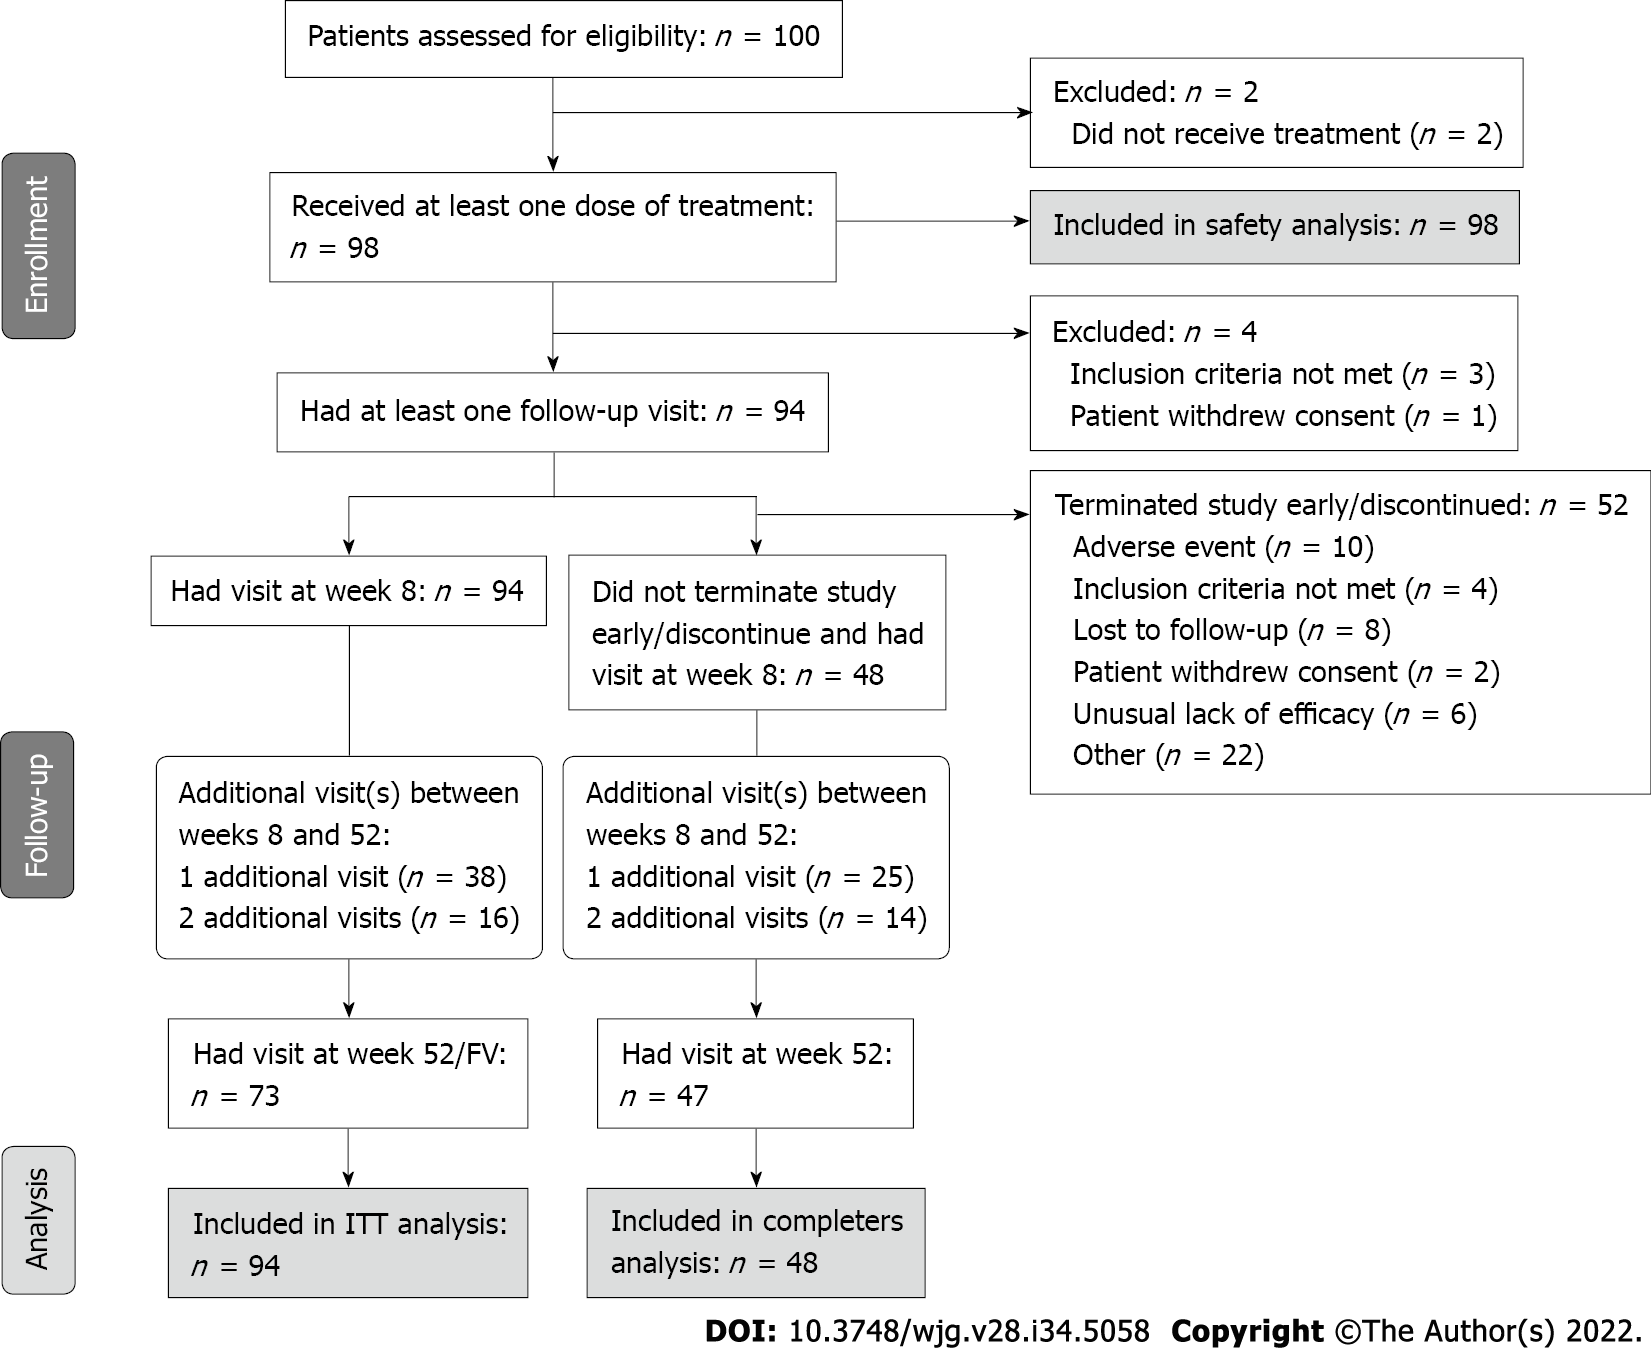 Patients assessed for eligibility: n = 100
Excluded: n = 2
Did not receive treatment (n = 2)
Enrollment
Received at least one dose of treatment:
n = 98
Included in safety analysis: n = 98
Excluded: n = 4
Inclusion criteria not met (n = 3)
Patient withdrew consent (n = 1)
Had at least one follow-up visit: n = 94
Terminated study early/discontinued: n = 52
Adverse event (n = 10)
Inclusion criteria not met (n = 4)
Lost to follow-up (n = 8)
Patient withdrew consent (n = 2)
Unusual lack of efficacy (n = 6)
Other (n = 22)
Had visit at week 8: n = 94
Did not terminate study
early/discontinue and had
visit at week 8: n = 48
Follow-up
Additional visit(s) between
weeks 8 and 52:
1 additional visit (n = 38)
2 additional visits (n = 16)
Additional visit(s) between
weeks 8 and 52:
1 additional visit (n = 25)
2 additional visits (n = 14)
Had visit at week 52/FV:
n = 73
Had visit at week 52:
n = 47
Analysis
Included in ITT analysis:
n = 94
Included in completers
analysis: n = 48
DOI: 10.3748/wjg.v28.i34.5058 Copyright ©The Author(s) 2022.